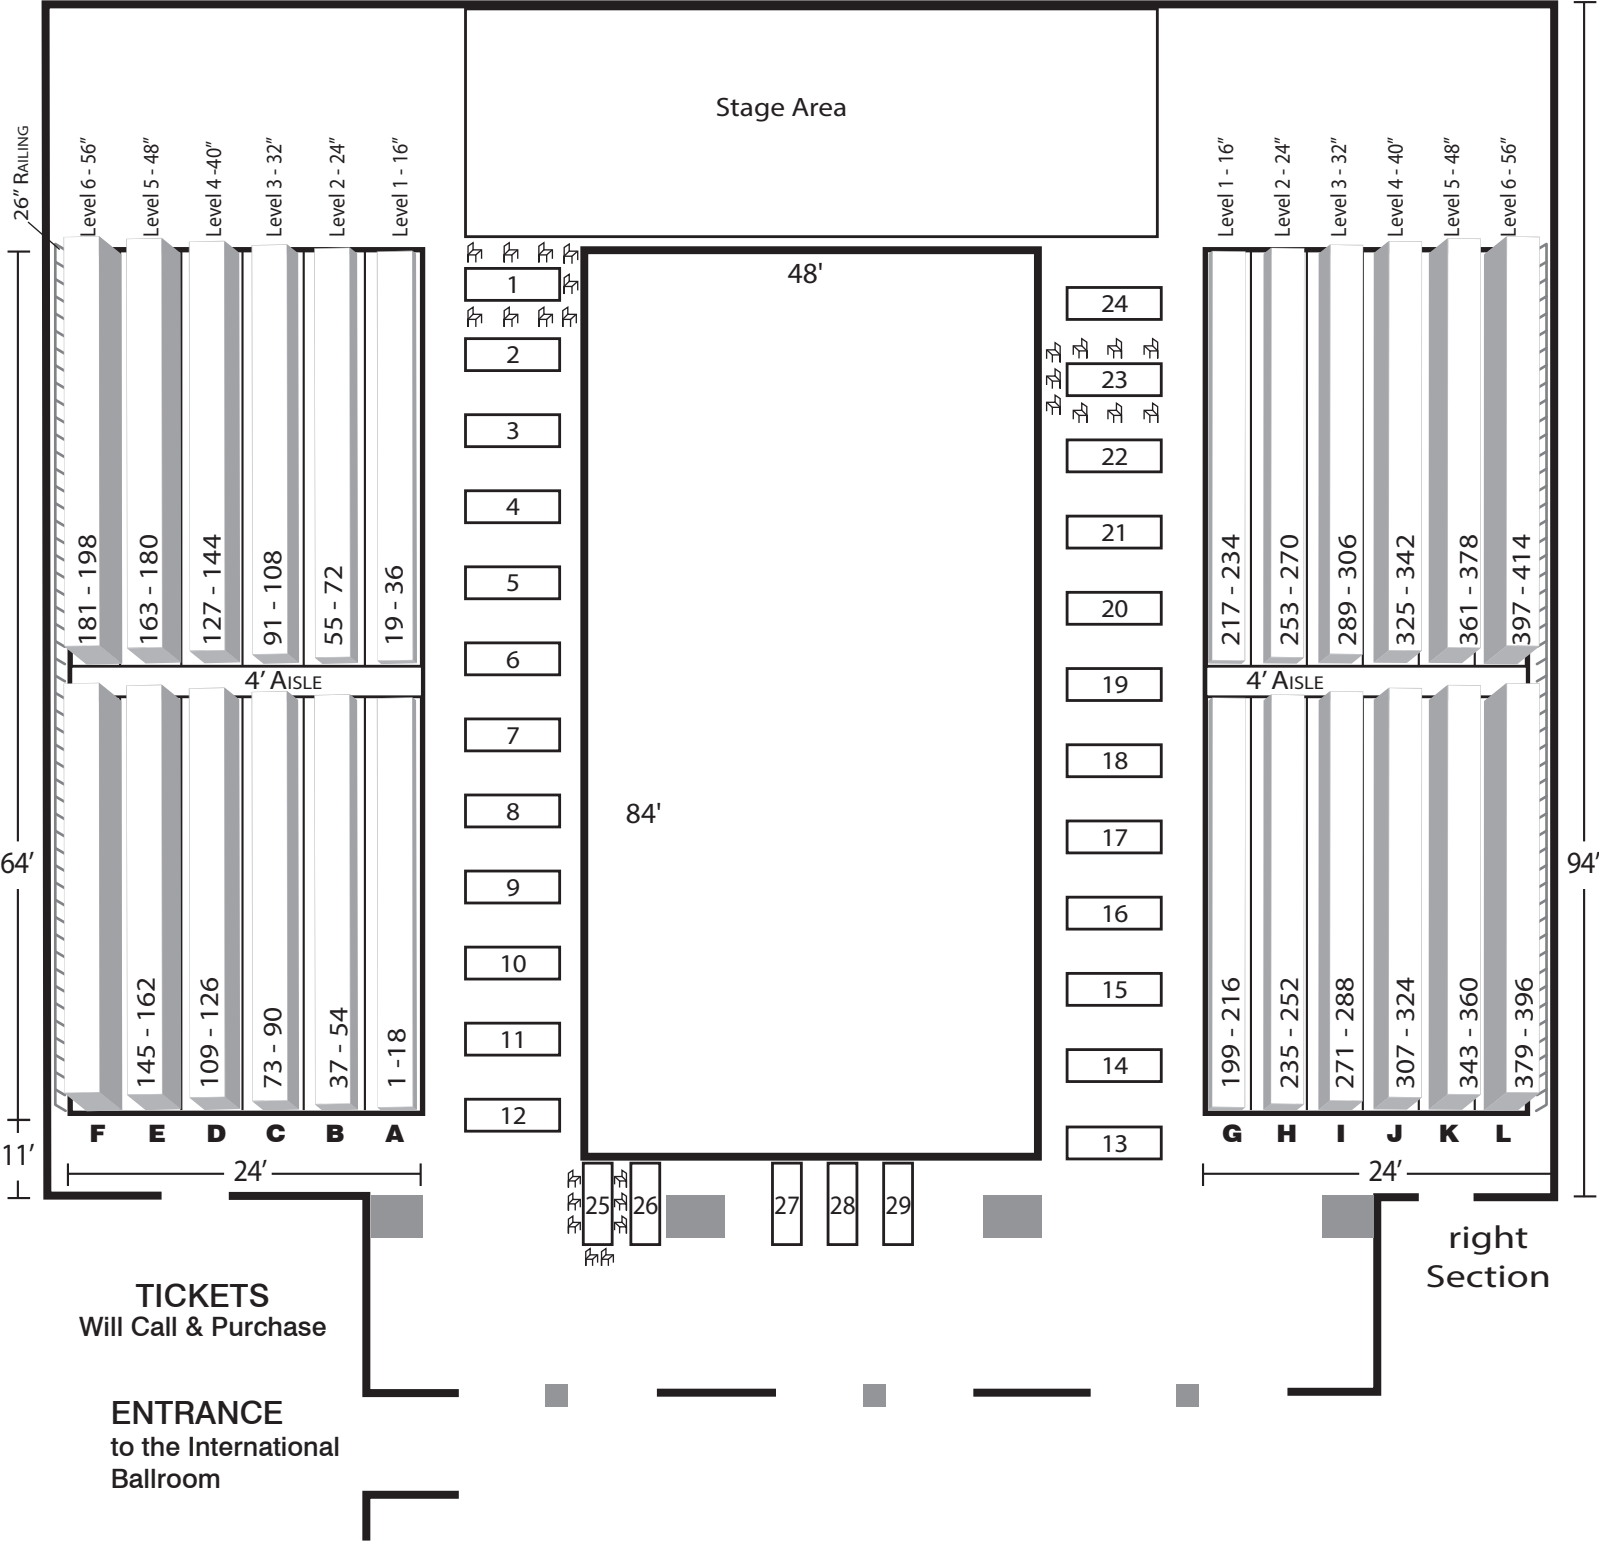 Stage Area
26” RAILING
Level 6 - 56”
Level 5 - 48”
Level 4 -40”
Level 3 - 32”
Level 2 - 24”
Level 1 - 16”
Level 1 - 16”
Level 2 - 24”
Level 3 - 32”
Level 4 - 40”
Level 5 - 48”
Level 6 - 56”
181 - 198
163 - 180
127 - 144
91 - 108
55 - 72
19 - 36
4’ AISLE
145 - 162
109 - 126
73 - 90
37 - 54
1 -18
F E D C B A
24’
64’
11’
1
2
3
4
5
6
7
8
9
10
11
12
48'
84'
24
23
22
21
20
19
18
17
16
15
14
13
25 26 27 28 29
217 - 234
253 - 270
289 - 306
325 - 342
361 - 378
397 - 414
4’ AISLE
199 - 216
235 - 252
271 - 288
307 - 324
343 - 360
379 - 396
G H I J K L
24’
94’
right
Section
TICKETS
Will Call & Purchase
ENTRANCE
to the International
Ballroom